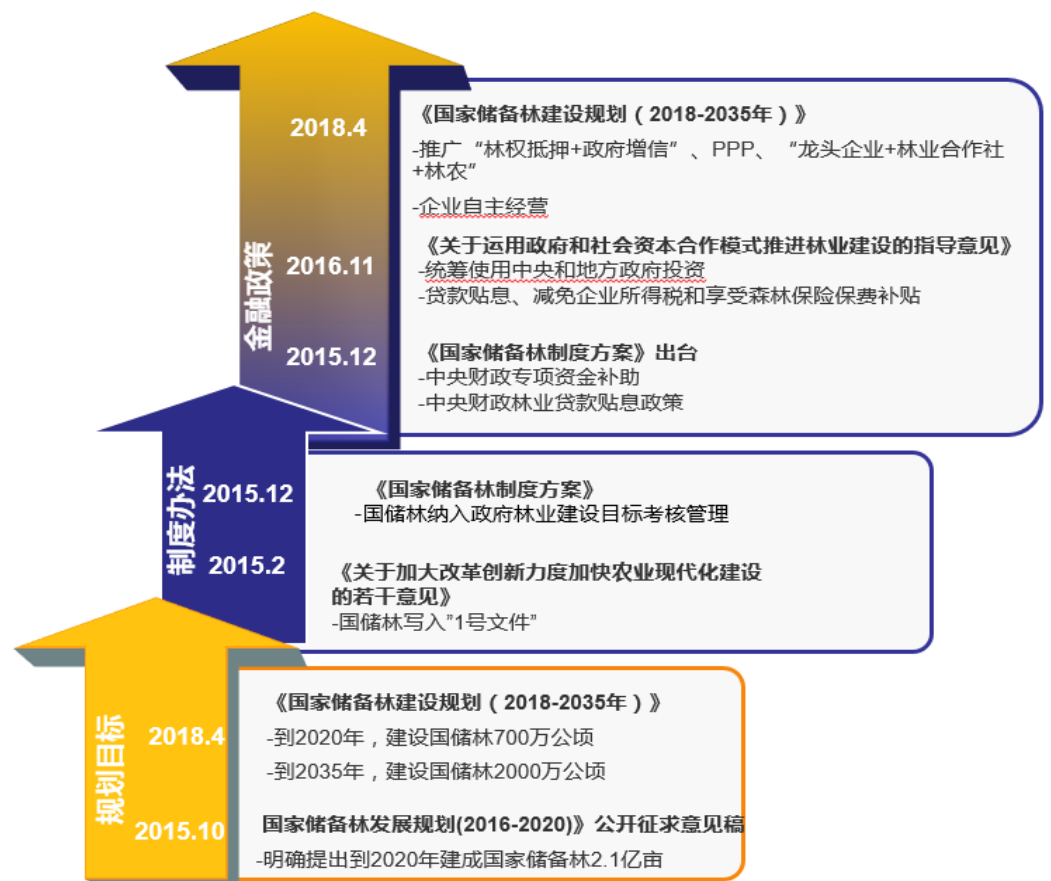 金融政策
2018.4
《国家储备林建设规划（2018-2035年）》
-推广“林权抵押+政府增信”、PPP、“龙头企业+林业合作社
+林农”
-企业自主经营
2016.11
《关于运用政府和社会资本合作模式推进林业建设的指导意见》
-统筹使用中央和地方政府投资
-贷款贴息、减免企业所得税和享受森林保险保费补贴
2015.12
《国家储备林制度方案》出台
-中央财政专项资金补助
-中央财政林业贷款贴息政策
制度办法
2015.12
《国家储备林制度方案》
-国储林纳入政府林业建设目标考核管理
2015.2
《关于加大改革创新力度加快农业现代化建设
的若干意见》
-国储林写入”1号文件”
规划目标
2018.4
《国家储备林建设规划（2018-2035年）》
-到2020年，建设国储林700万公顷
-到2035年，建设国储林2000万公顷
2015.10
国家储备林发展规划(2016-2020)》公开征求意见稿
-明确提出到2020年建成国家储备林2.1亿亩